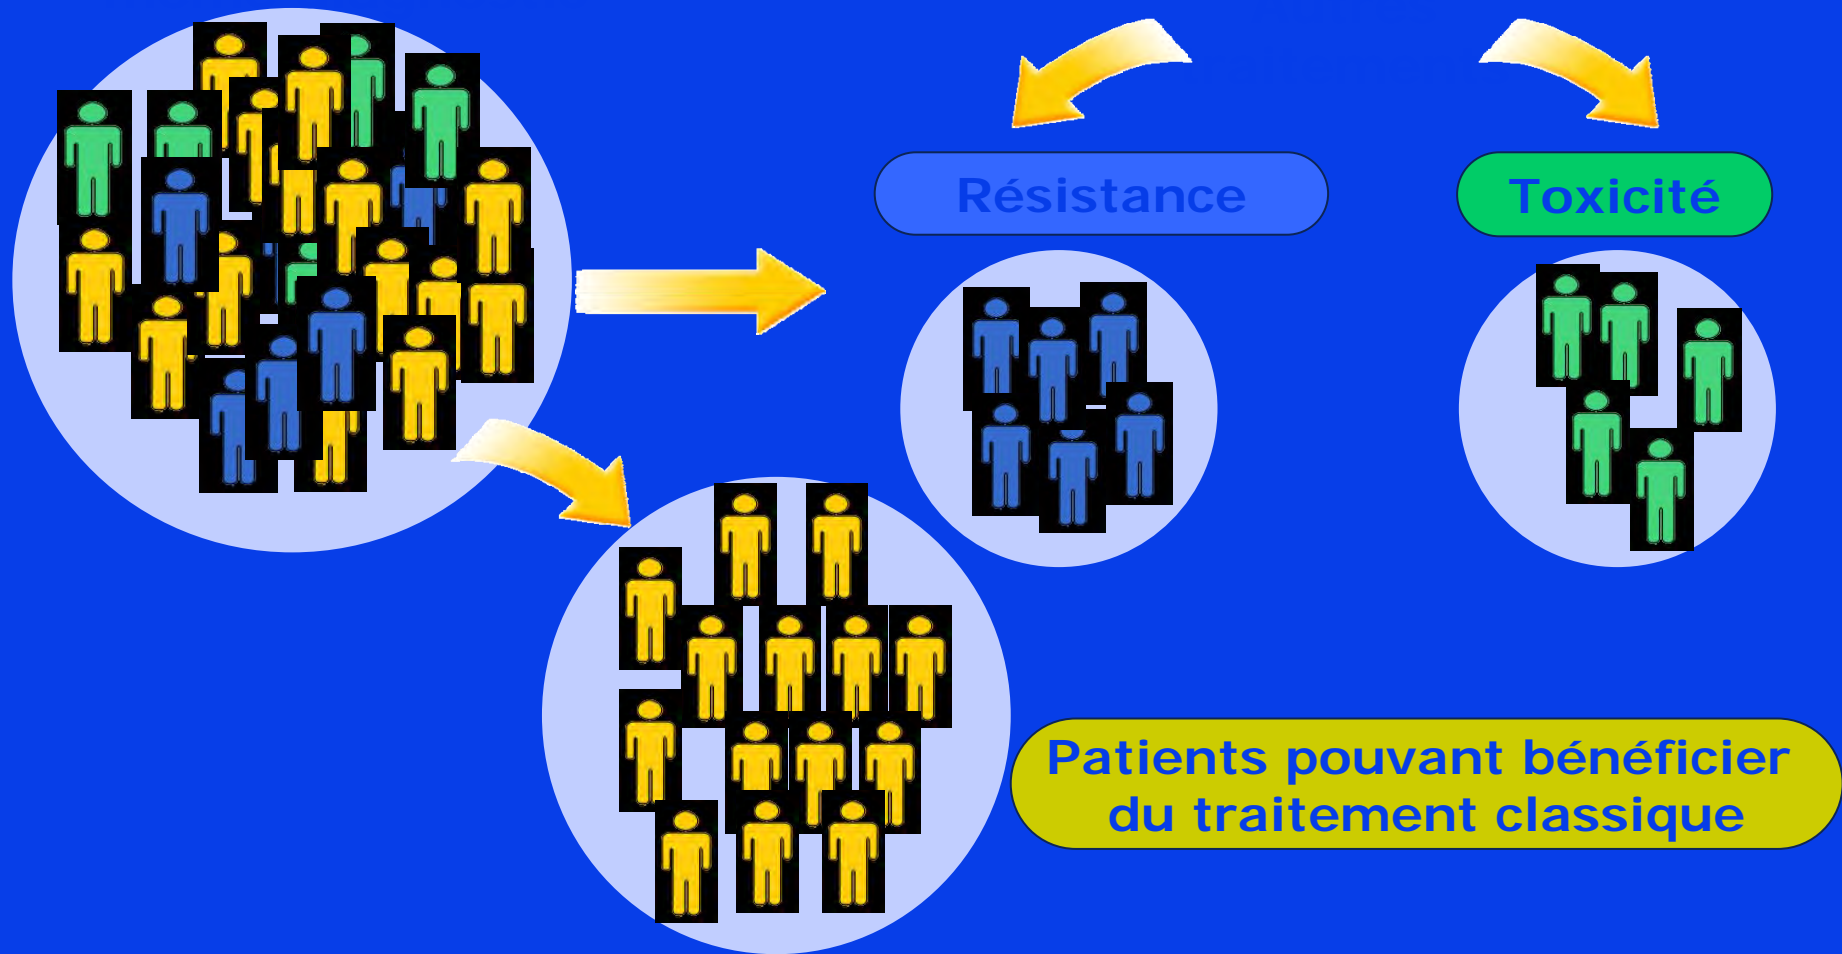 Résistance
Toxicité
Patients pouvant bénéficier
du traitement classique